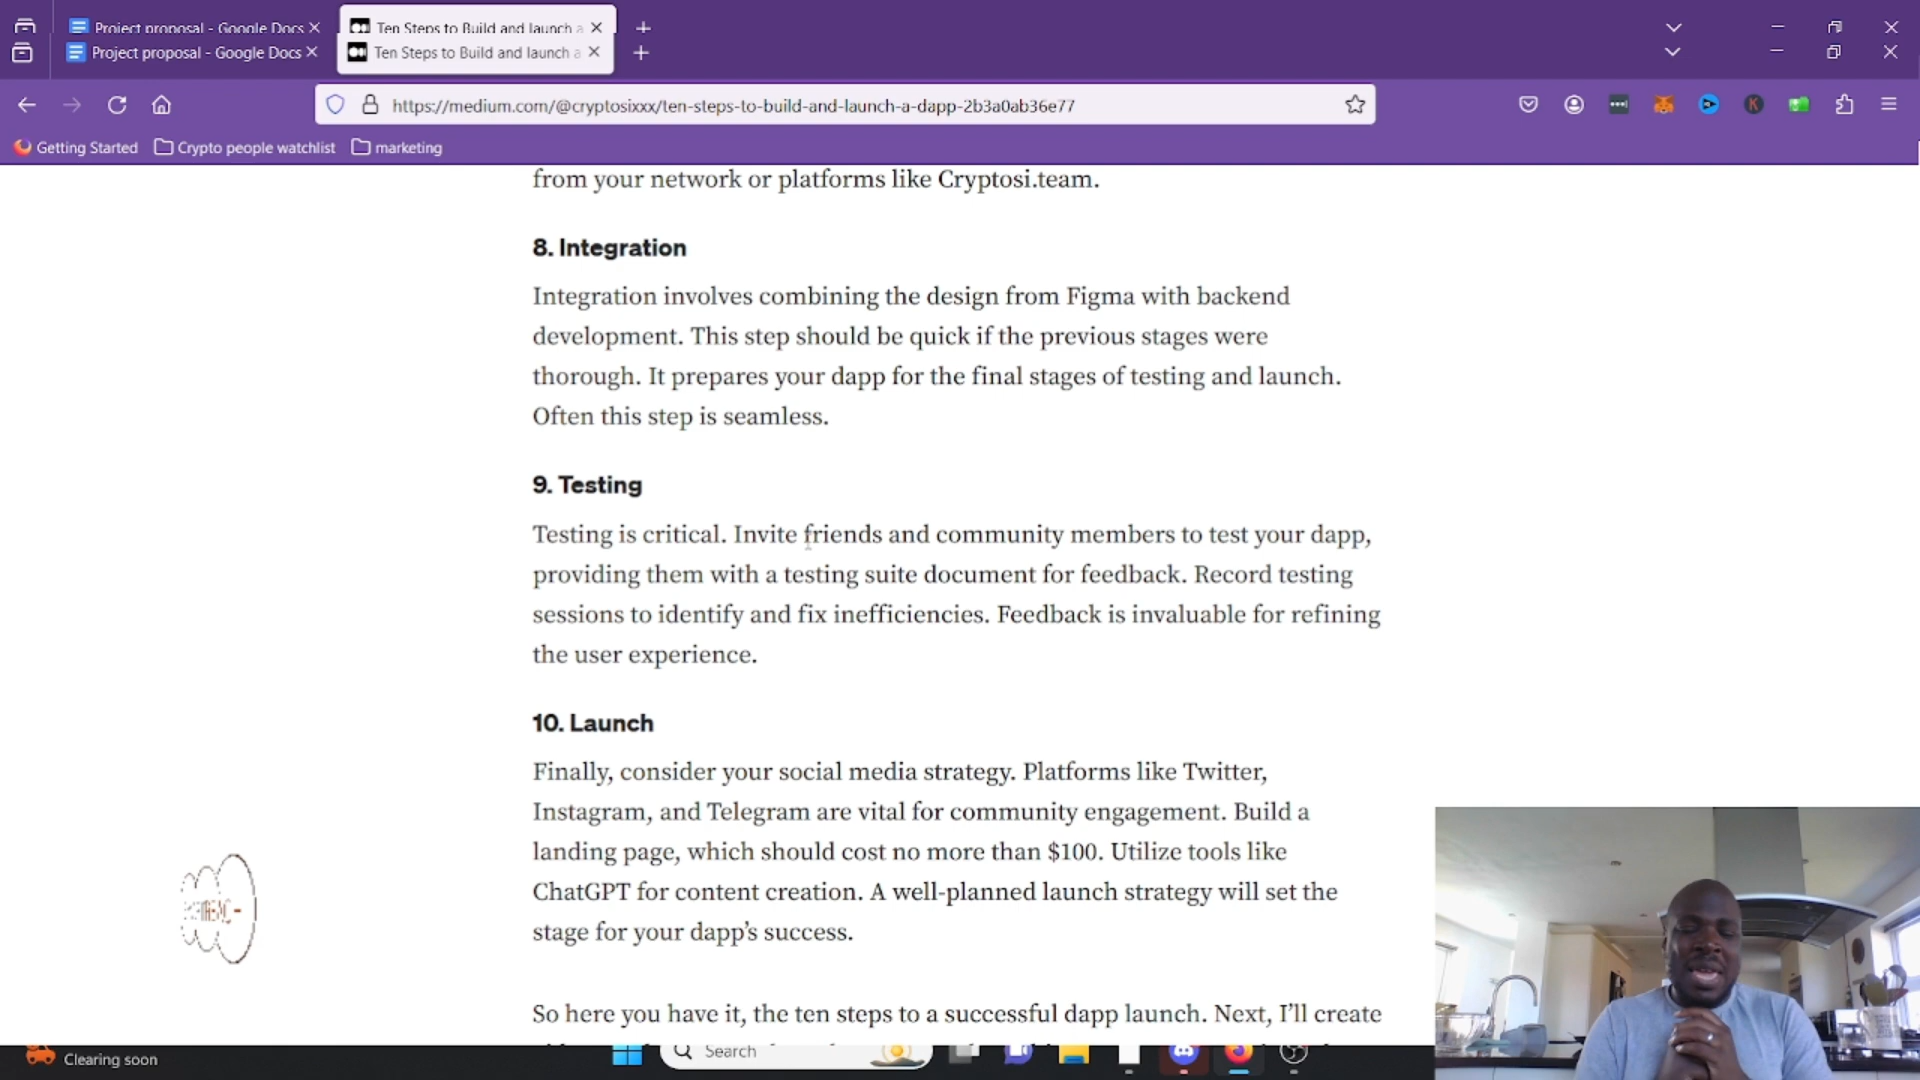 Project proposal - Google Docs
Ten Steps to Build and launch a
Project proposal - Google Docs
Ten Steps to Build and launch a
https://medium.com/@cryptosixxx/ten-steps-to-build-and-launch-a-dapp-2b3a0ab36e77
Getting Started
Crypto people watchlist
marketing
from your network or platforms like Cryptosi.team.
8. Integration
Integration involves combining the design from Figma with backend
development. This step should be quick if the previous stages were
thorough. It prepares your dapp for the final stages of testing and launch.
Often this step is seamless.
9. Testing
Testing is critical. Invite friends and community members to test your dapp,
providing them with a testing suite document for feedback. Record testing
sessions to identify and fix inefficiencies. Feedback is invaluable for refining
the user experience.
10. Launch
Finally, consider your social media strategy. Platforms like Twitter,
Instagram, and Telegram are vital for community engagement. Build a
landing page, which should cost no more than $100. Utilize tools like
ChatGPT for content creation. A well-planned launch strategy will set the
stage for your dapp’s success.
So here you have it, the ten steps to a successful dapp launch. Next, I’ll create
Clearing soon
Search